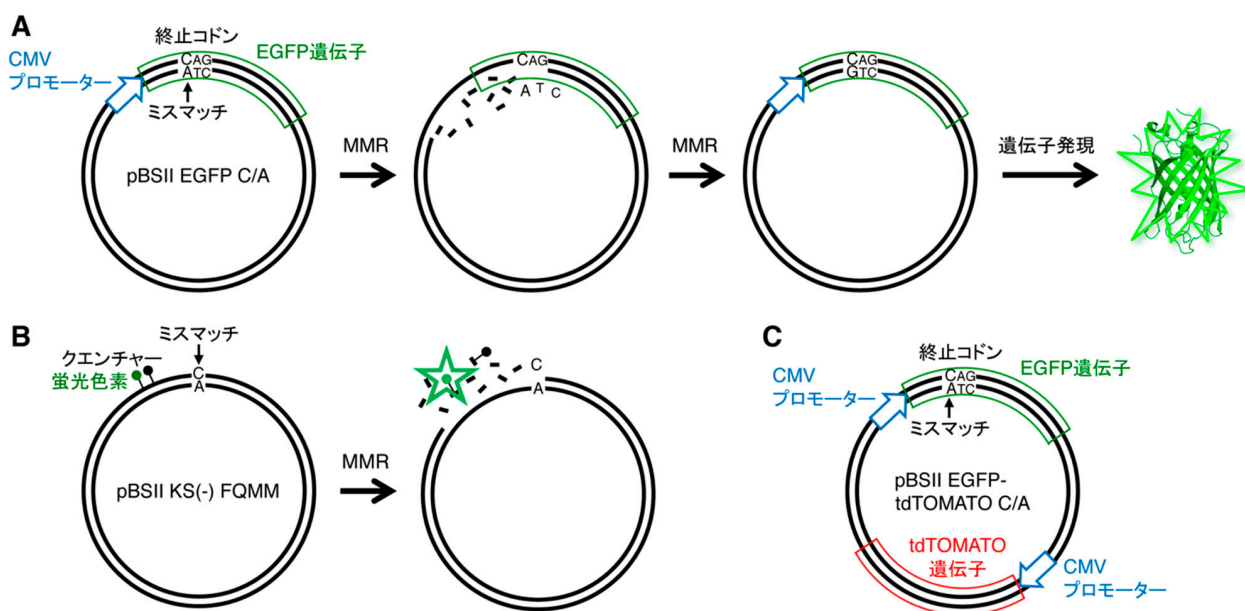 A
終止コドン
CMV
プロモーター
EGFP遺伝子
CAG
ATC
ミスマッチ
pBSII EGFP C/A
MMR
CAG
ATC
MMR
CAG
GTC
遺伝子発現
B
ミスマッチ
クエンチャー
蛍光色素
C
A
pBSII KS(-) FQMM
MMR
C
A
C
終止コドン
CMV
プロモーター
EGFP遺伝子
CAG
ATC
ミスマッチ
pBSII EGFP-
tdTOMATO C/A
tdTOMATO
遺伝子
CMV
プロモーター